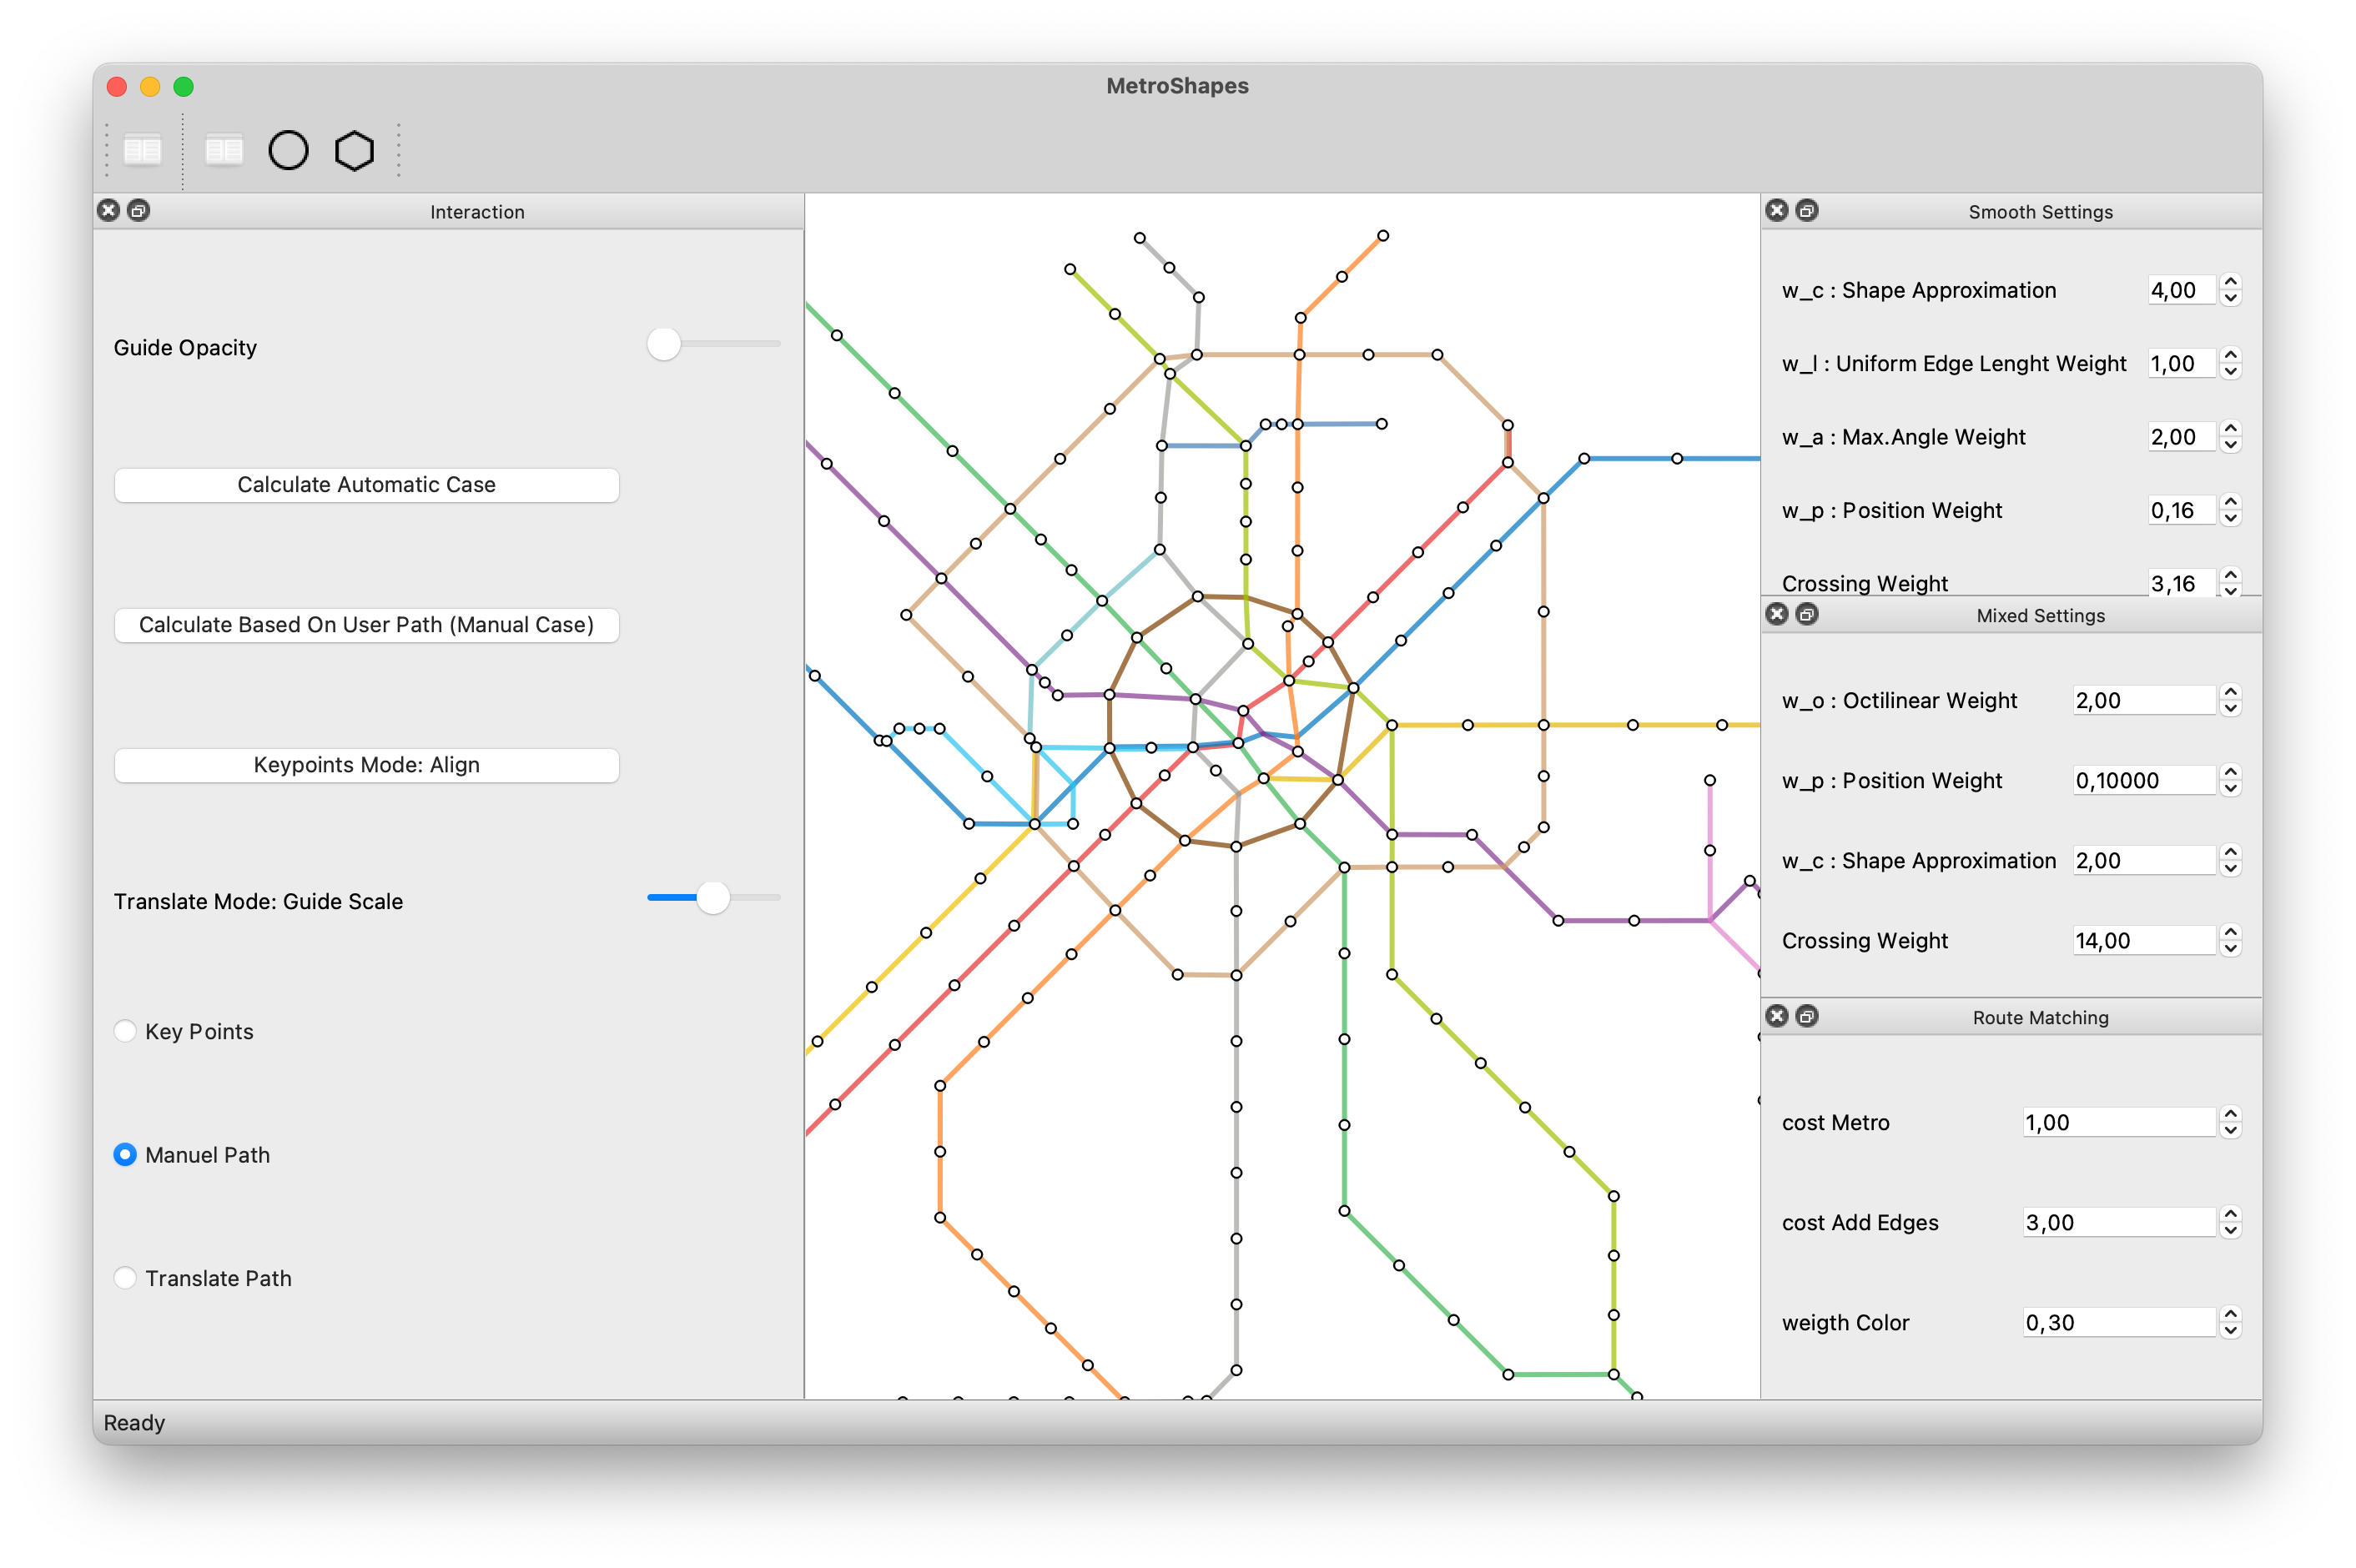 MetroShapes
Interaction
Guide Opacity
Calculate Automatic Case
Calculate Based On User Path (Manual Case)
Keypoints Mode: Align
Translate Mode: Guide Scale
Key Points
Manuel Path
Translate Path
Smooth Settings
w_c : Shape Approximation 4,00
w_l : Uniform Edge Lenght Weight 1,00
w_a : Max.Angle Weight 2,00
w_p : Position Weight 0,16
Crossing Weight 3,16
Mixed Settings
w_o : Octilinear Weight 2,00
w_p : Position Weight 0,10000
w_c : Shape Approximation 2,00
Crossing Weight 14,00
Route Matching
cost Metro 1,00
cost Add Edges 3,00
weigth Color 0,30
Ready